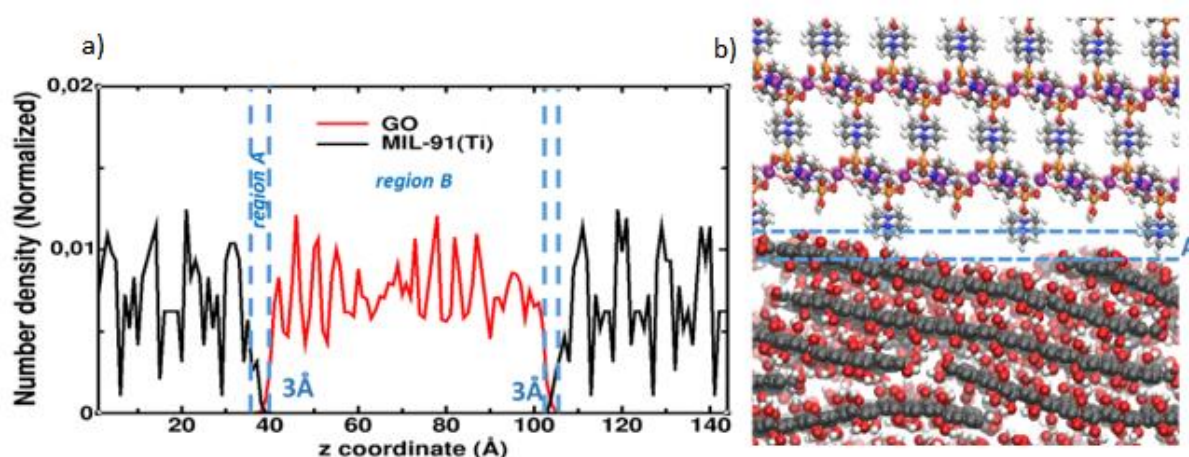 a)
b)
0,02
0,01
0
Number density (Normalized)
GO
MIL-91(Ti)
region A
region B
3Å
3Å
20
40
60
80
100
120
140
z coordinate (Å)